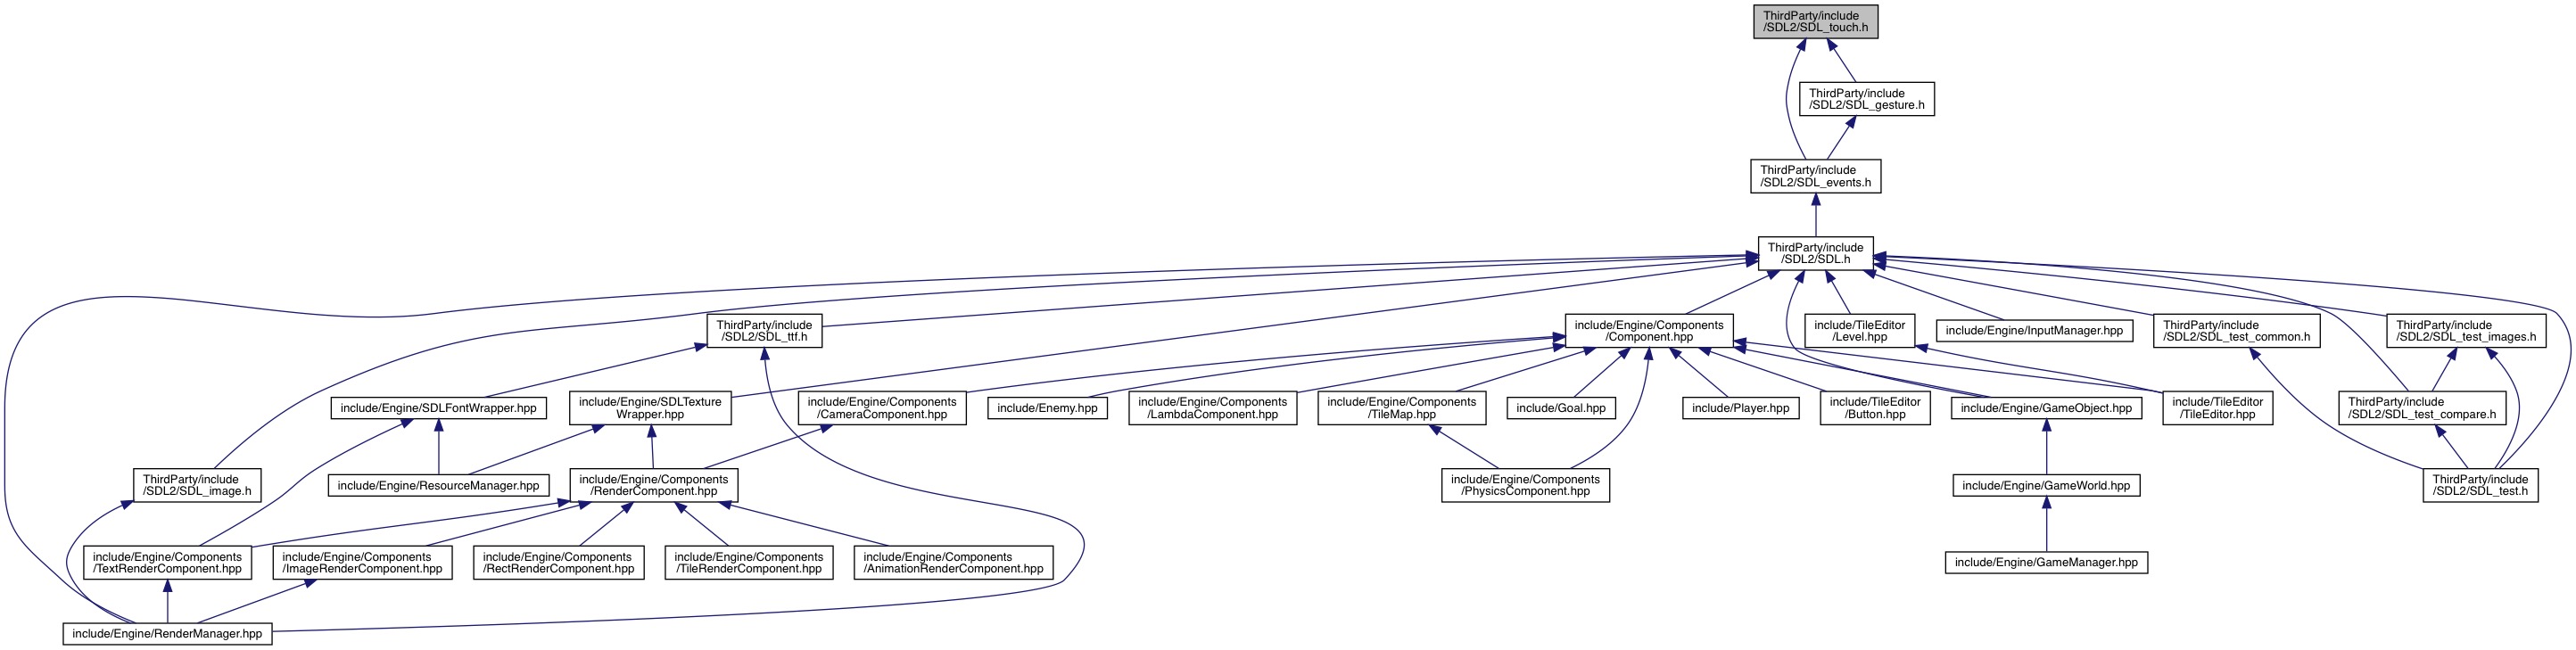 ThirdParty/include
/SDL2/SDL_touch.h
ThirdParty/include
/SDL2/SDL_gesture.h
ThirdParty/include
/SDL2/SDL_events.h
ThirdParty/include
/SDL2/SDL.h
ThirdParty/include
/SDL2/SDL_ttf.h
include/Engine/Components
/Component.hpp
include/TileEditor
/Level.hpp
include/Engine/InputManager.hpp
ThirdParty/include
/SDL2/SDL_test_common.h
ThirdParty/include
/SDL2/SDL_test_images.h
include/Engine/SDLFontWrapper.hpp
include/Engine/SDLTexture
Wrapper.hpp
include/Engine/Components
/CameraComponent.hpp
include/Enemy.hpp
include/Engine/Components
/LambdaComponent.hpp
include/Engine/Components
/TileMap.hpp
include/Goal.hpp
include/Player.hpp
include/TileEditor
/Button.hpp
include/Engine/GameObject.hpp
include/TileEditor
/TileEditor.hpp
ThirdParty/include
/SDL2/SDL_test_compare.h
ThirdParty/include
/SDL2/SDL_image.h
include/Engine/ResourceManager.hpp
include/Engine/Components
/RenderComponent.hpp
include/Engine/Components
/PhysicsComponent.hpp
include/Engine/GameWorld.hpp
ThirdParty/include
/SDL2/SDL_test.h
include/Engine/Components
/TextRenderComponent.hpp
include/Engine/Components
/ImageRenderComponent.hpp
include/Engine/Components
/RectRenderComponent.hpp
include/Engine/Components
/TileRenderComponent.hpp
include/Engine/Components
/AnimationRenderComponent.hpp
include/Engine/GameManager.hpp
include/Engine/RenderManager.hpp